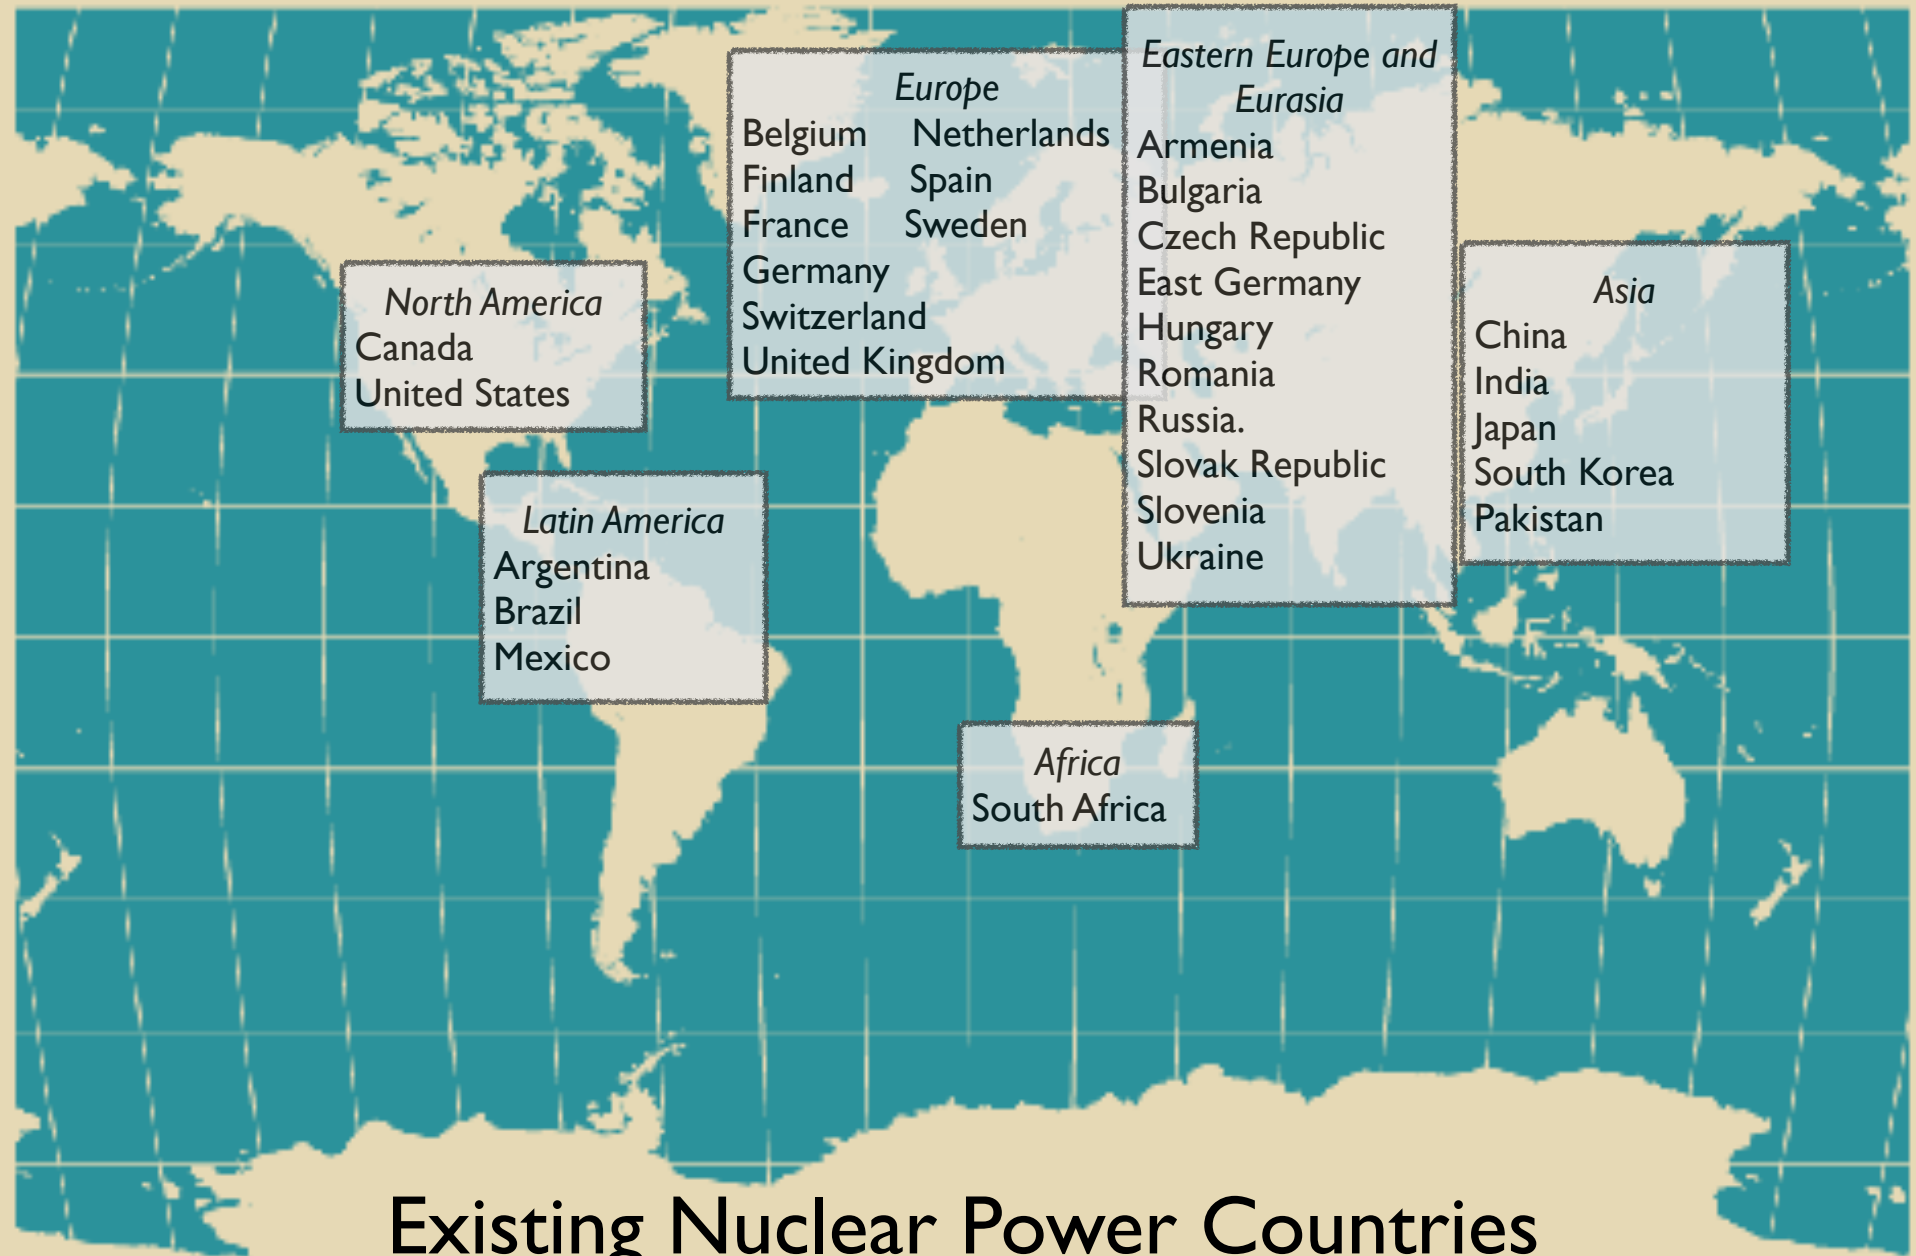 Europe
Belgium Netherlands
Finland Spain
France Sweden
Germany
Switzerland
United Kingdom
Eastern Europe and
Eurasia
Armenia
Bulgaria
Czech Republic
East Germany
Hungary
Romania
Russia.
Slovak Republic
Slovenia
Ukraine
North America
Canada
United States
Asia
China
India
Japan
South Korea
Pakistan
Latin America
Argentina
Brazil
Mexico
Africa
South Africa
Existing Nuclear Power Countries